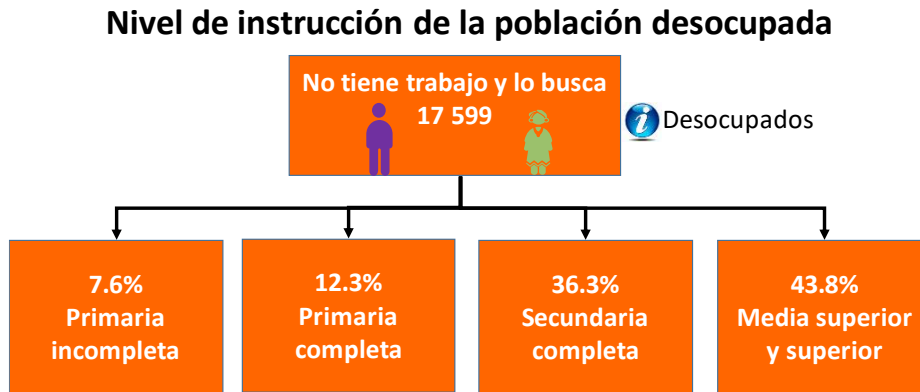 Nivel de instrucción de la población desocupada
No tiene trabajo y lo busca
17 599
i Desocupados
7.6%
Primaria
incompleta
12.3%
Primaria
completa
36.3%
Secundaria
completa
43.8%
Media superior
y superior